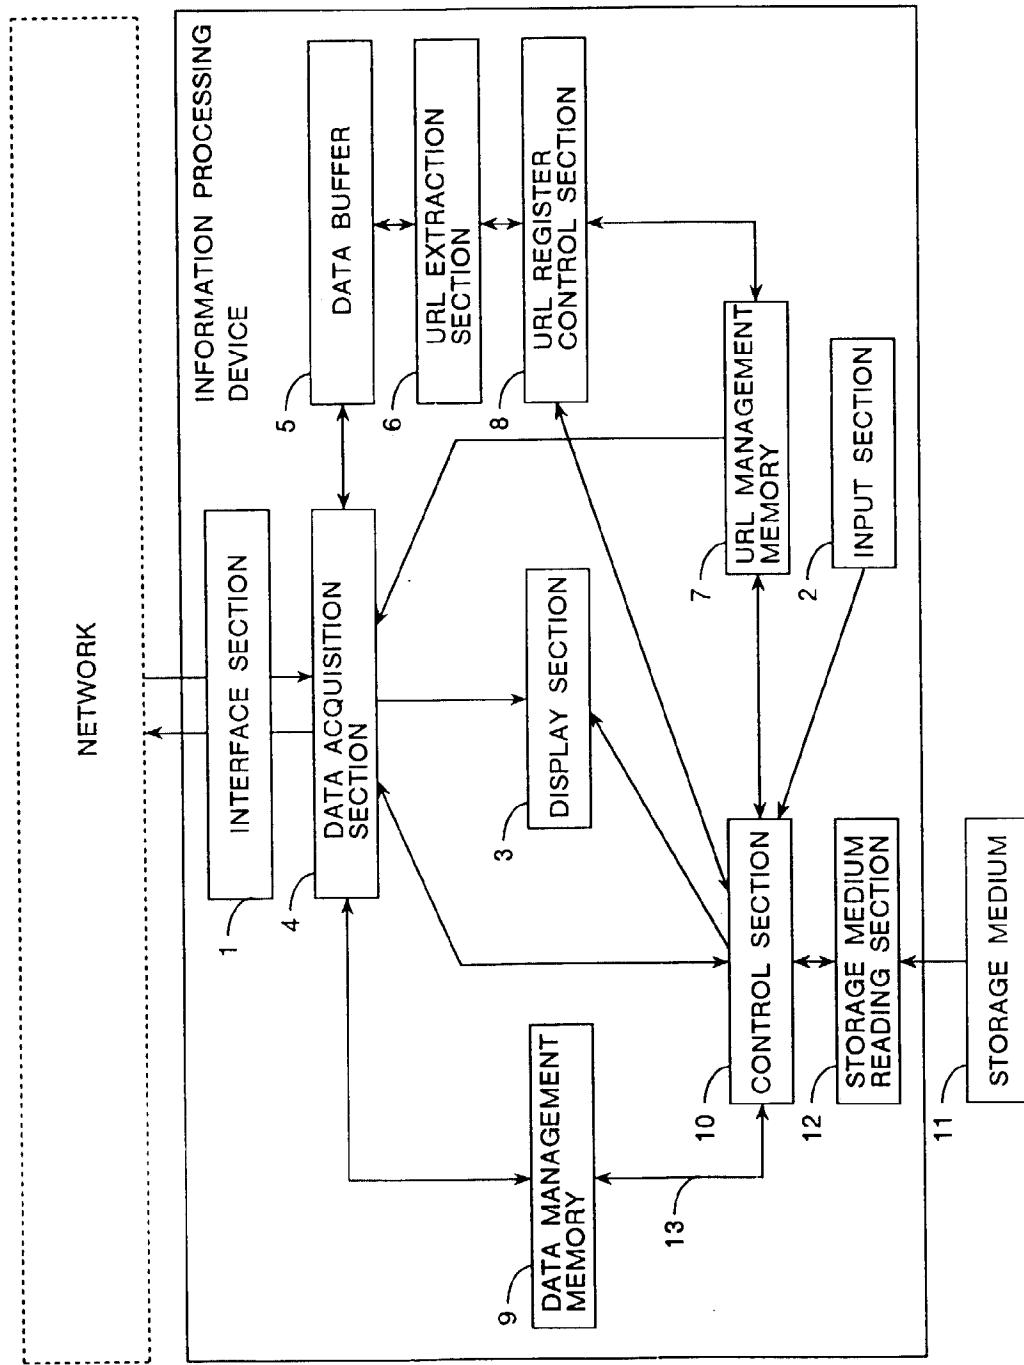 NETWORK
INFORMATION PROCESSING
DEVICE
INTERFACE SECTION
1
DATA ACQUISITION
SECTION
4
DATA BUFFER
5
URL EXTRACTION
SECTION
6
URL REGISTER
CONTROL SECTION
8
DISPLAY SECTION
3
DATA MANAGEMENT
MEMORY
9
URL MANAGEMENT
MEMORY
7
INPUT SECTION
2
CONTROL SECTION
10
13
STORAGE MEDIUM
READING SECTION
12
STORAGE MEDIUM
11